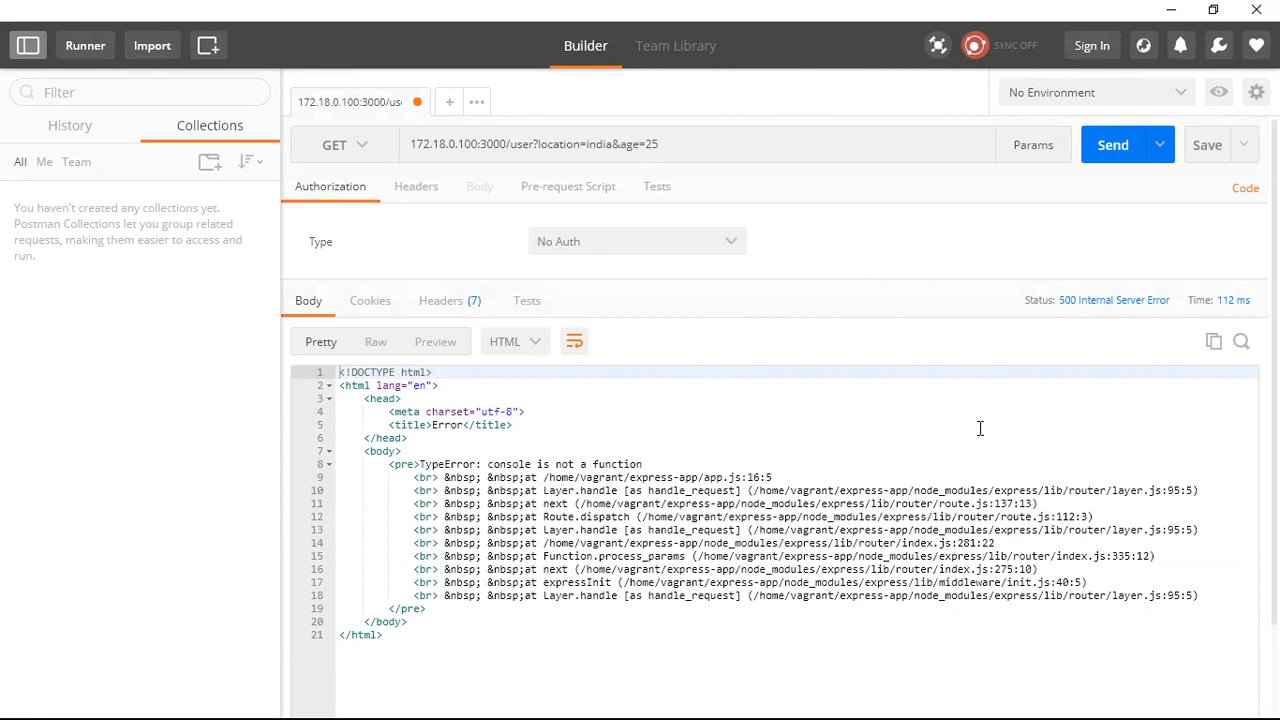 Runner
Import
Builder
Team Library
SYNC OFF
Sign In
Filter
History
Collections
All Me Team
You haven't created any collections yet.
Postman Collections let you group related
requests, making them easier to access and
run.
172.18.0.100:3000/use
No Environment
GET
172.18.0.100:3000/user?location=india&age=25
Params
Send
Save
Authorization
Headers
Body
Pre-request Script
Tests
Code
Type
No Auth
Body
Cookies
Headers (7)
Tests
Status: 500 Internal Server Error
Time: 112 ms
Pretty
Raw
Preview
HTML
1 <!DOCTYPE html>
2 <html lang="en">
3 <head>
4 <meta charset="utf-8">
5 <title>Error</title>
6 </head>
7 <body>
8 <pre>TypeError: console is not a function
9 <br> &nbsp; &nbsp;at /home/vagrant/express-app/app.js:16:5
10 <br> &nbsp; &nbsp;at Layer.handle [as handle_request] (/home/vagrant/express-app/node_modules/express/lib/router/layer.js:95:5)
11 <br> &nbsp; &nbsp;at next (/home/vagrant/express-app/node_modules/express/lib/router/route.js:137:13)
12 <br> &nbsp; &nbsp;at Route.dispatch (/home/vagrant/express-app/node_modules/express/lib/router/route.js:112:3)
13 <br> &nbsp; &nbsp;at Layer.handle [as handle_request] (/home/vagrant/express-app/node_modules/express/lib/router/layer.js:95:5)
14 <br> &nbsp; &nbsp;at /home/vagrant/express-app/node_modules/express/lib/router/index.js:281:22
15 <br> &nbsp; &nbsp;at Function.process_params (/home/vagrant/express-app/node_modules/express/lib/router/index.js:335:12)
16 <br> &nbsp; &nbsp;at next (/home/vagrant/express-app/node_modules/express/lib/router/index.js:275:10)
17 <br> &nbsp; &nbsp;at expressInit (/home/vagrant/express-app/node_modules/express/lib/middleware/init.js:40:5)
18 <br> &nbsp; &nbsp;at Layer.handle [as handle_request] (/home/vagrant/express-app/node_modules/express/lib/router/layer.js:95:5)
19 </pre>
20 </body>
21 </html>